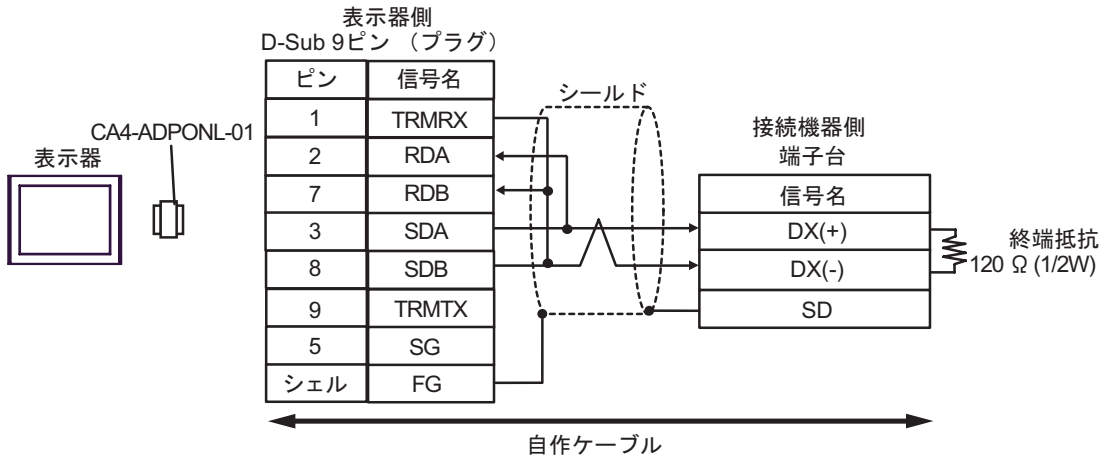 表示器側
D-Sub 9ピン （プラグ）
ピン 信号名
シールド
1 TRMRX
CA4-ADPONL-01
接続機器側
端子台
表示器
2 RDA
7 RDB
信号名
3 SDA
DX(+)
終端抵抗
120 Ω (1/2W)
8 SDB
DX(-)
9 TRMTX
SD
5 SG
シェル FG
自作ケーブル